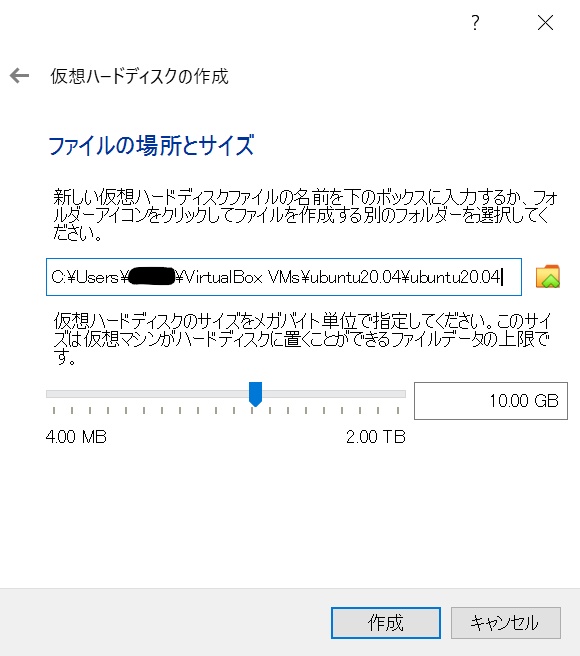 ?
仮想ハードディスクの作成
ファイルの場所とサイズ
新しい仮想ハードディスクファイルの名前を下のボックスに入力するか、フォ
ルダーアイコンをクリックしてファイルを作成する別のフォルダーを選択してく
ださい。
C:¥Users¥ ¥VirtualBox VMs¥ubuntu20.04¥ubuntu20.04
仮想ハードディスクのサイズをメガバイト単位で指定してください。このサイ
ズは仮想マシンがハードディスクに置くことができるファイルデータの上限で
す。
10.00 GB
4.00 MB 2.00 TB
作成 キャンセル